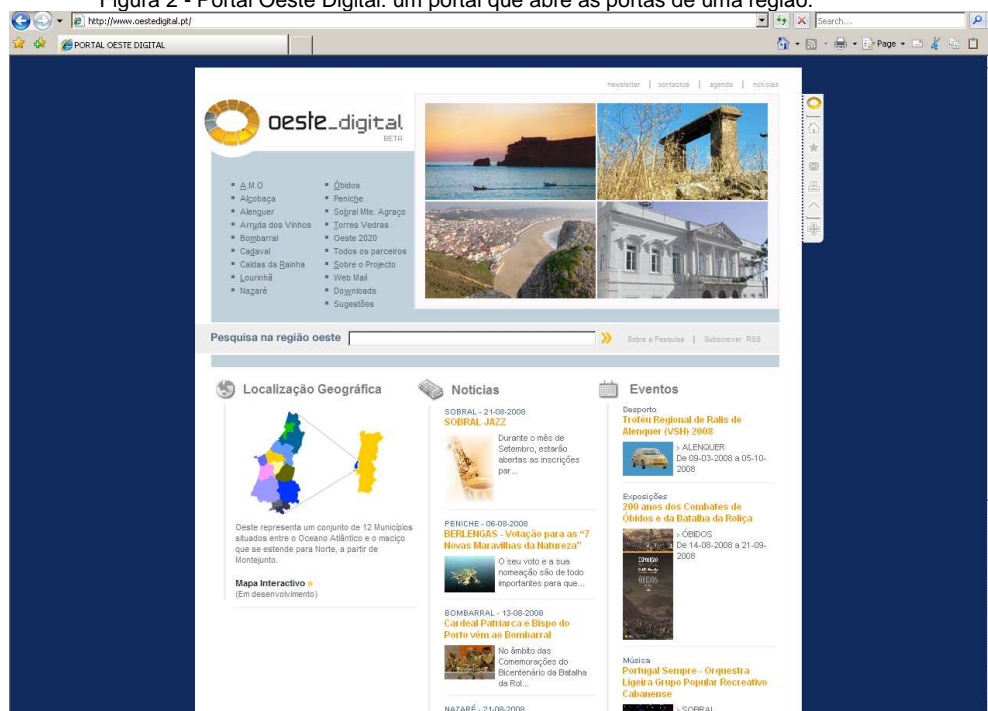 Figura 2 - Portal Oeste Digital: um portal que abre as portas de uma região.
http://www.oestedigital.pt/
Search...
PORTAL OESTE DIGITAL
Page
newsletter | contactos | agenda | notícias
oeste_digital
BETA
A.M.O
Alcobaça
Alenquer
Arruda dos Vinhos
Bombarral
Cadaval
Caldas da Rainha
Lourinhã
Nazaré
Óbidos
Peniche
Sobral Mte. Agraço
Torres Vedras
Oeste 2020
Todos os parceiros
Sobre o Projecto
Web Mail
Downloads
Sugestões
Pesquisa na região oeste
Sobre a Pesquisa | Subscrever RSS
Localização Geográfica
Oeste representa um conjunto de 12 Municípios
situados entre o Oceano Atlântico e o maciço
que se estende para Norte, a partir de
Montejunto.
Mapa Interactivo »
(Em desenvolvimento)
Noticias
SOBRAL - 21-08-2008
SOBRAL JAZZ
Durante o mês de
Setembro, estarão
abertas as inscrições
par...
PENICHE - 06-08-2008
BERLENGAS - Votação para as "7
Novas Maravilhas da Natureza"
O seu voto e a sua
nomeação são de todo
importantes para que...
BOMBARRAL - 13-08-2008
Cardeal Patriarca e Bispo do
Porto vêm ao Bombarral
No âmbito das
Comemorações do
Bicentenário da Batalha
da Rol...
NAZARÉ - 21-08-2008
Eventos
Desporto
Troféu Regional de Ralis de
Alenquer (VSH) 2008
› ALENQUER
De 09-03-2008 a 05-10-
2008
Exposições
200 anos dos Combates de
Óbidos e da Batalha da Roliça
› ÓBIDOS
De 14-08-2008 a 21-09-
2008
EXPOSIÇÃO
ÓBIDOS
Música
Portugal Sempre - Orquestra
Ligeira Grupo Popular Recreativo
Cabanense
› SOBRAL